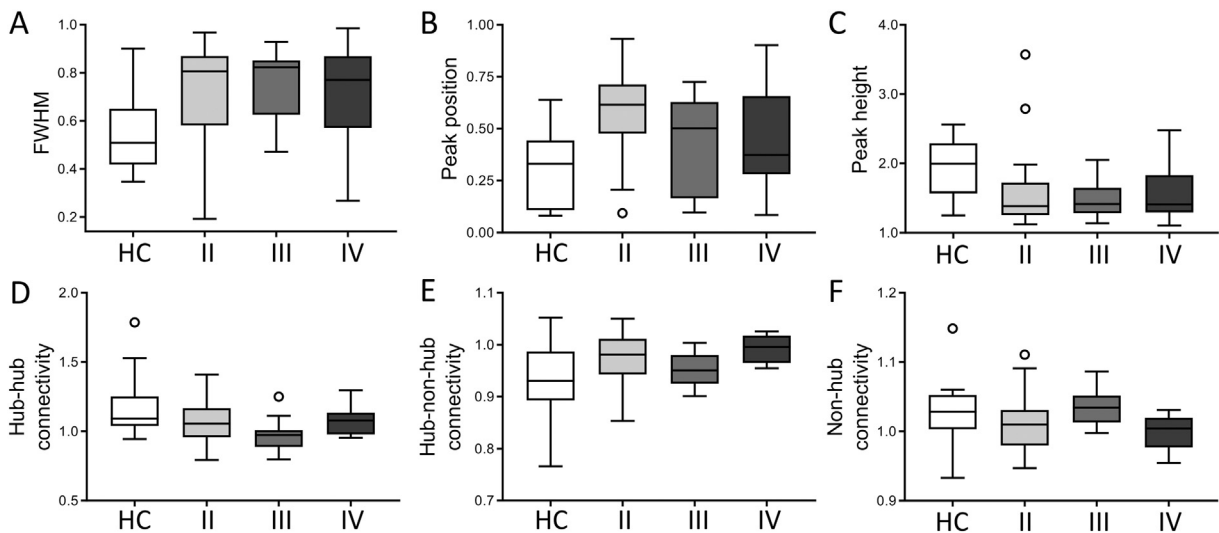 A
FWHM
1.0
0.8
0.6
0.4
0.2
HC II III IV
B
Peak position
1.00
0.75
0.50
0.25
0.00
HC II III IV
C
Peak height
4.0
3.0
2.0
1.0
HC II III IV
D
Hub-hub
connectivity
2.0
1.5
1.0
0.5
HC II III IV
E
Hub-non-hub
connectivity
1.1
1.0
0.9
0.8
0.7
HC II III IV
F
Non-hub
connectivity
1.2
1.1
1.0
0.9
HC II III IV